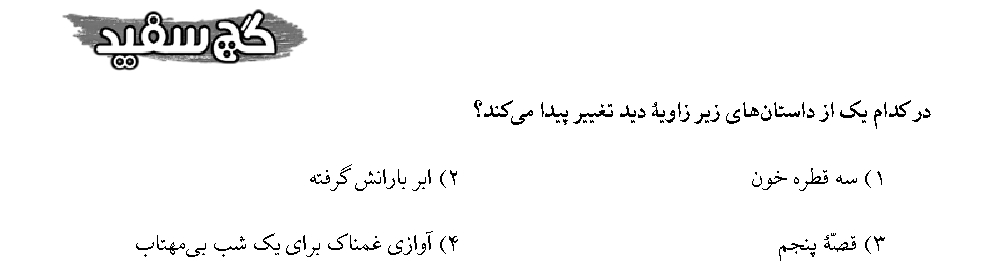 گچ سفید
در کدام یک از داستان‌های زیر زاویهٔ دید تغییر پیدا می‌کند؟
۱) سه قطره خون ۲) ابر بارانش گرفته
۳) قصّهٔ پنجم ۴) آوازی غمناک برای یک شب بی‌مهتاب